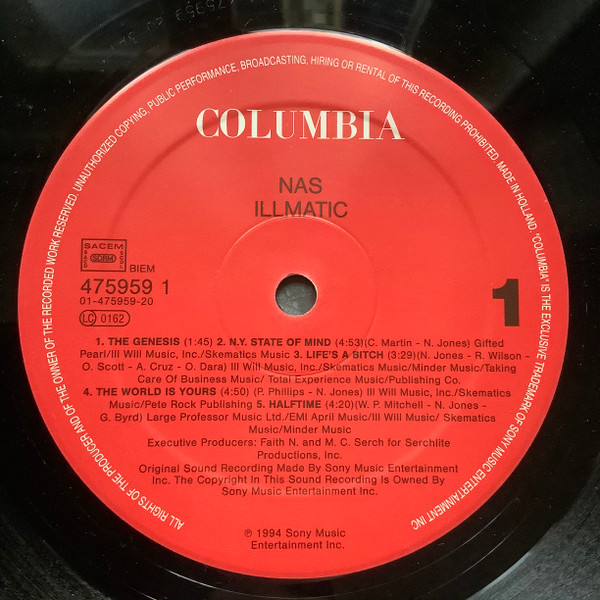 ALL RIGHTS OF THE PRODUCER AND OF THE OWNER OF THE RECORDED WORK RESERVED. UNAUTHORIZED COPYING, PUBLIC PERFORMANCE, BROADCASTING, HIRING OR RENTAL OF THIS RECORDING PROHIBITED. MADE IN HOLLAND. "COLUMBIA" IS THE EXCLUSIVE TRADEMARK OF SONY MUSIC ENTERTAINMENT INC
COLUMBIA
NAS
ILLMATIC
SACEM
SDRM
BIEM
475959 1
01-475959-20
LC 0162
1
1. THE GENESIS (1:45) 2. N.Y. STATE OF MIND (4:53)(C. Martin - N. Jones) Gifted
Pearl/Ill Will Music, Inc./Skematics Music 3. LIFE'S A BITCH (3:29)(N. Jones - R. Wilson -
O. Scott - A. Cruz - O. Dara) Ill Will Music, Inc./Skematics Music/Minder Music/Taking
Care Of Business Music/ Total Experience Music/Publishing Co.
4. THE WORLD IS YOURS (4:50) (P. Phillips - N. Jones) Ill Will Music, Inc./Skematics
Music/Pete Rock Publishing 5. HALFTIME (4:20)(W. P. Mitchell - N. Jones -
G. Byrd) Large Professor Music Ltd./EMI April Music/Ill Will Music/ Skematics
Music/Minder Music
Executive Producers: Faith N. and M. C. Serch for Serchlite
Productions, Inc.
Original Sound Recording Made By Sony Music Entertainment
Inc. The Copyright In This Sound Recording Is Owned By
Sony Music Entertainment Inc.
℗ 1994 Sony Music
Entertainment Inc.